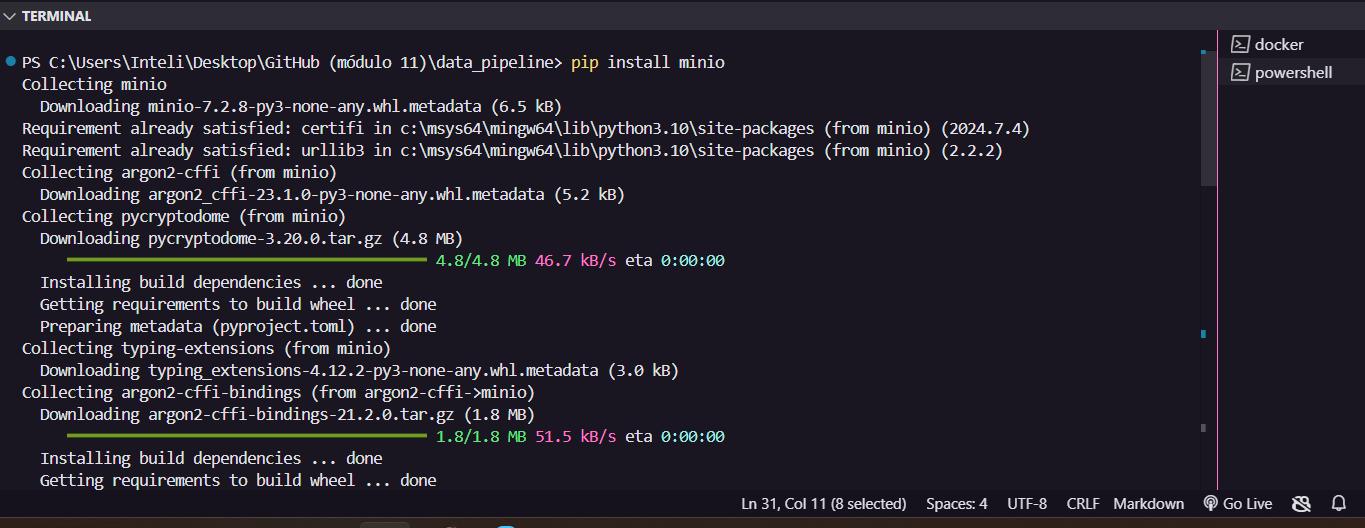 TERMINAL
docker
powershell
PS C:\Users\Inteli\Desktop\GitHub (módulo 11)\data_pipeline> pip install minio
Collecting minio
Downloading minio-7.2.8-py3-none-any.whl.metadata (6.5 kB)
Requirement already satisfied: certifi in c:\msys64\mingw64\lib\python3.10\site-packages (from minio) (2024.7.4)
Requirement already satisfied: urllib3 in c:\msys64\mingw64\lib\python3.10\site-packages (from minio) (2.2.2)
Collecting argon2-cffi (from minio)
Downloading argon2_cffi-23.1.0-py3-none-any.whl.metadata (5.2 kB)
Collecting pycryptodome (from minio)
Downloading pycryptodome-3.20.0.tar.gz (4.8 MB)
4.8/4.8 MB 46.7 kB/s eta 0:00:00
Installing build dependencies ... done
Getting requirements to build wheel ... done
Preparing metadata (pyproject.toml) ... done
Collecting typing-extensions (from minio)
Downloading typing_extensions-4.12.2-py3-none-any.whl.metadata (3.0 kB)
Collecting argon2-cffi-bindings (from argon2-cffi->minio)
Downloading argon2-cffi-bindings-21.2.0.tar.gz (1.8 MB)
1.8/1.8 MB 51.5 kB/s eta 0:00:00
Installing build dependencies ... done
Getting requirements to build wheel ... done
Ln 31, Col 11 (8 selected) Spaces: 4 UTF-8 CRLF Markdown Go Live